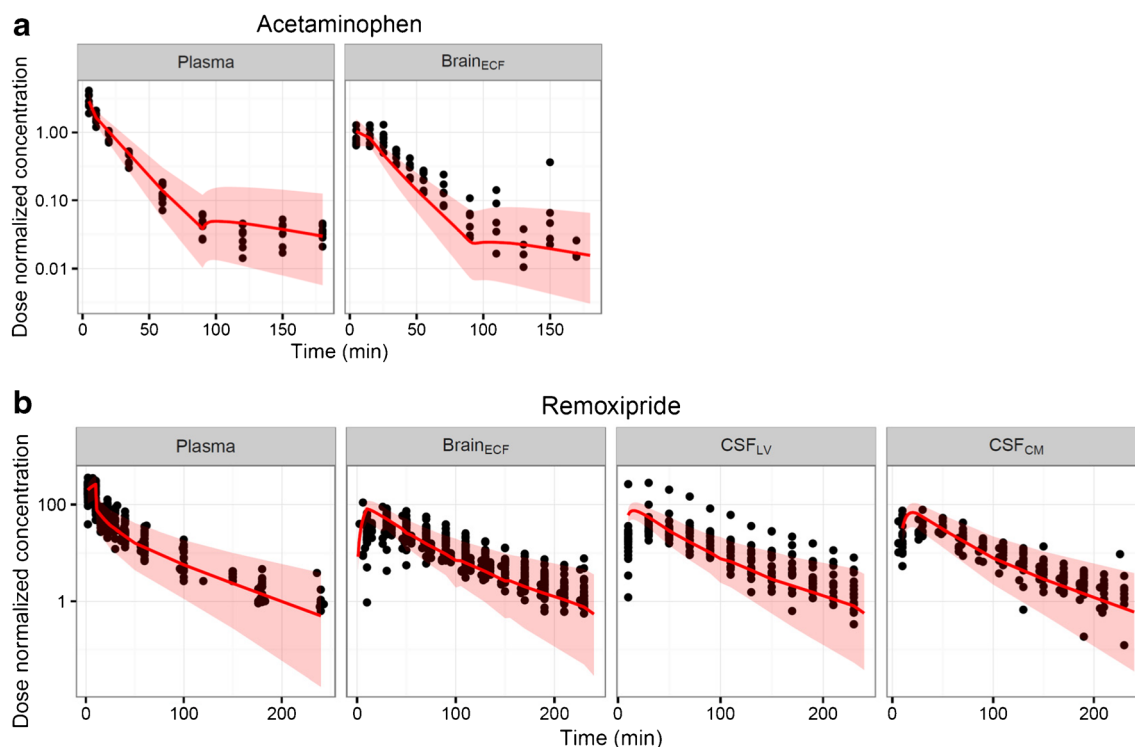 a
Acetaminophen
Plasma
BrainECF
Dose normalized concentration
1.00
0.10
0.01
0 50 100 150 0 50 100 150
Time (min)
b
Remoxipride
Plasma
BrainECF
CSFLV
CSFCM
Dose normalized concentration
100
1
0 100 200 0 100 200 0 100 200 0 100 200
Time (min)